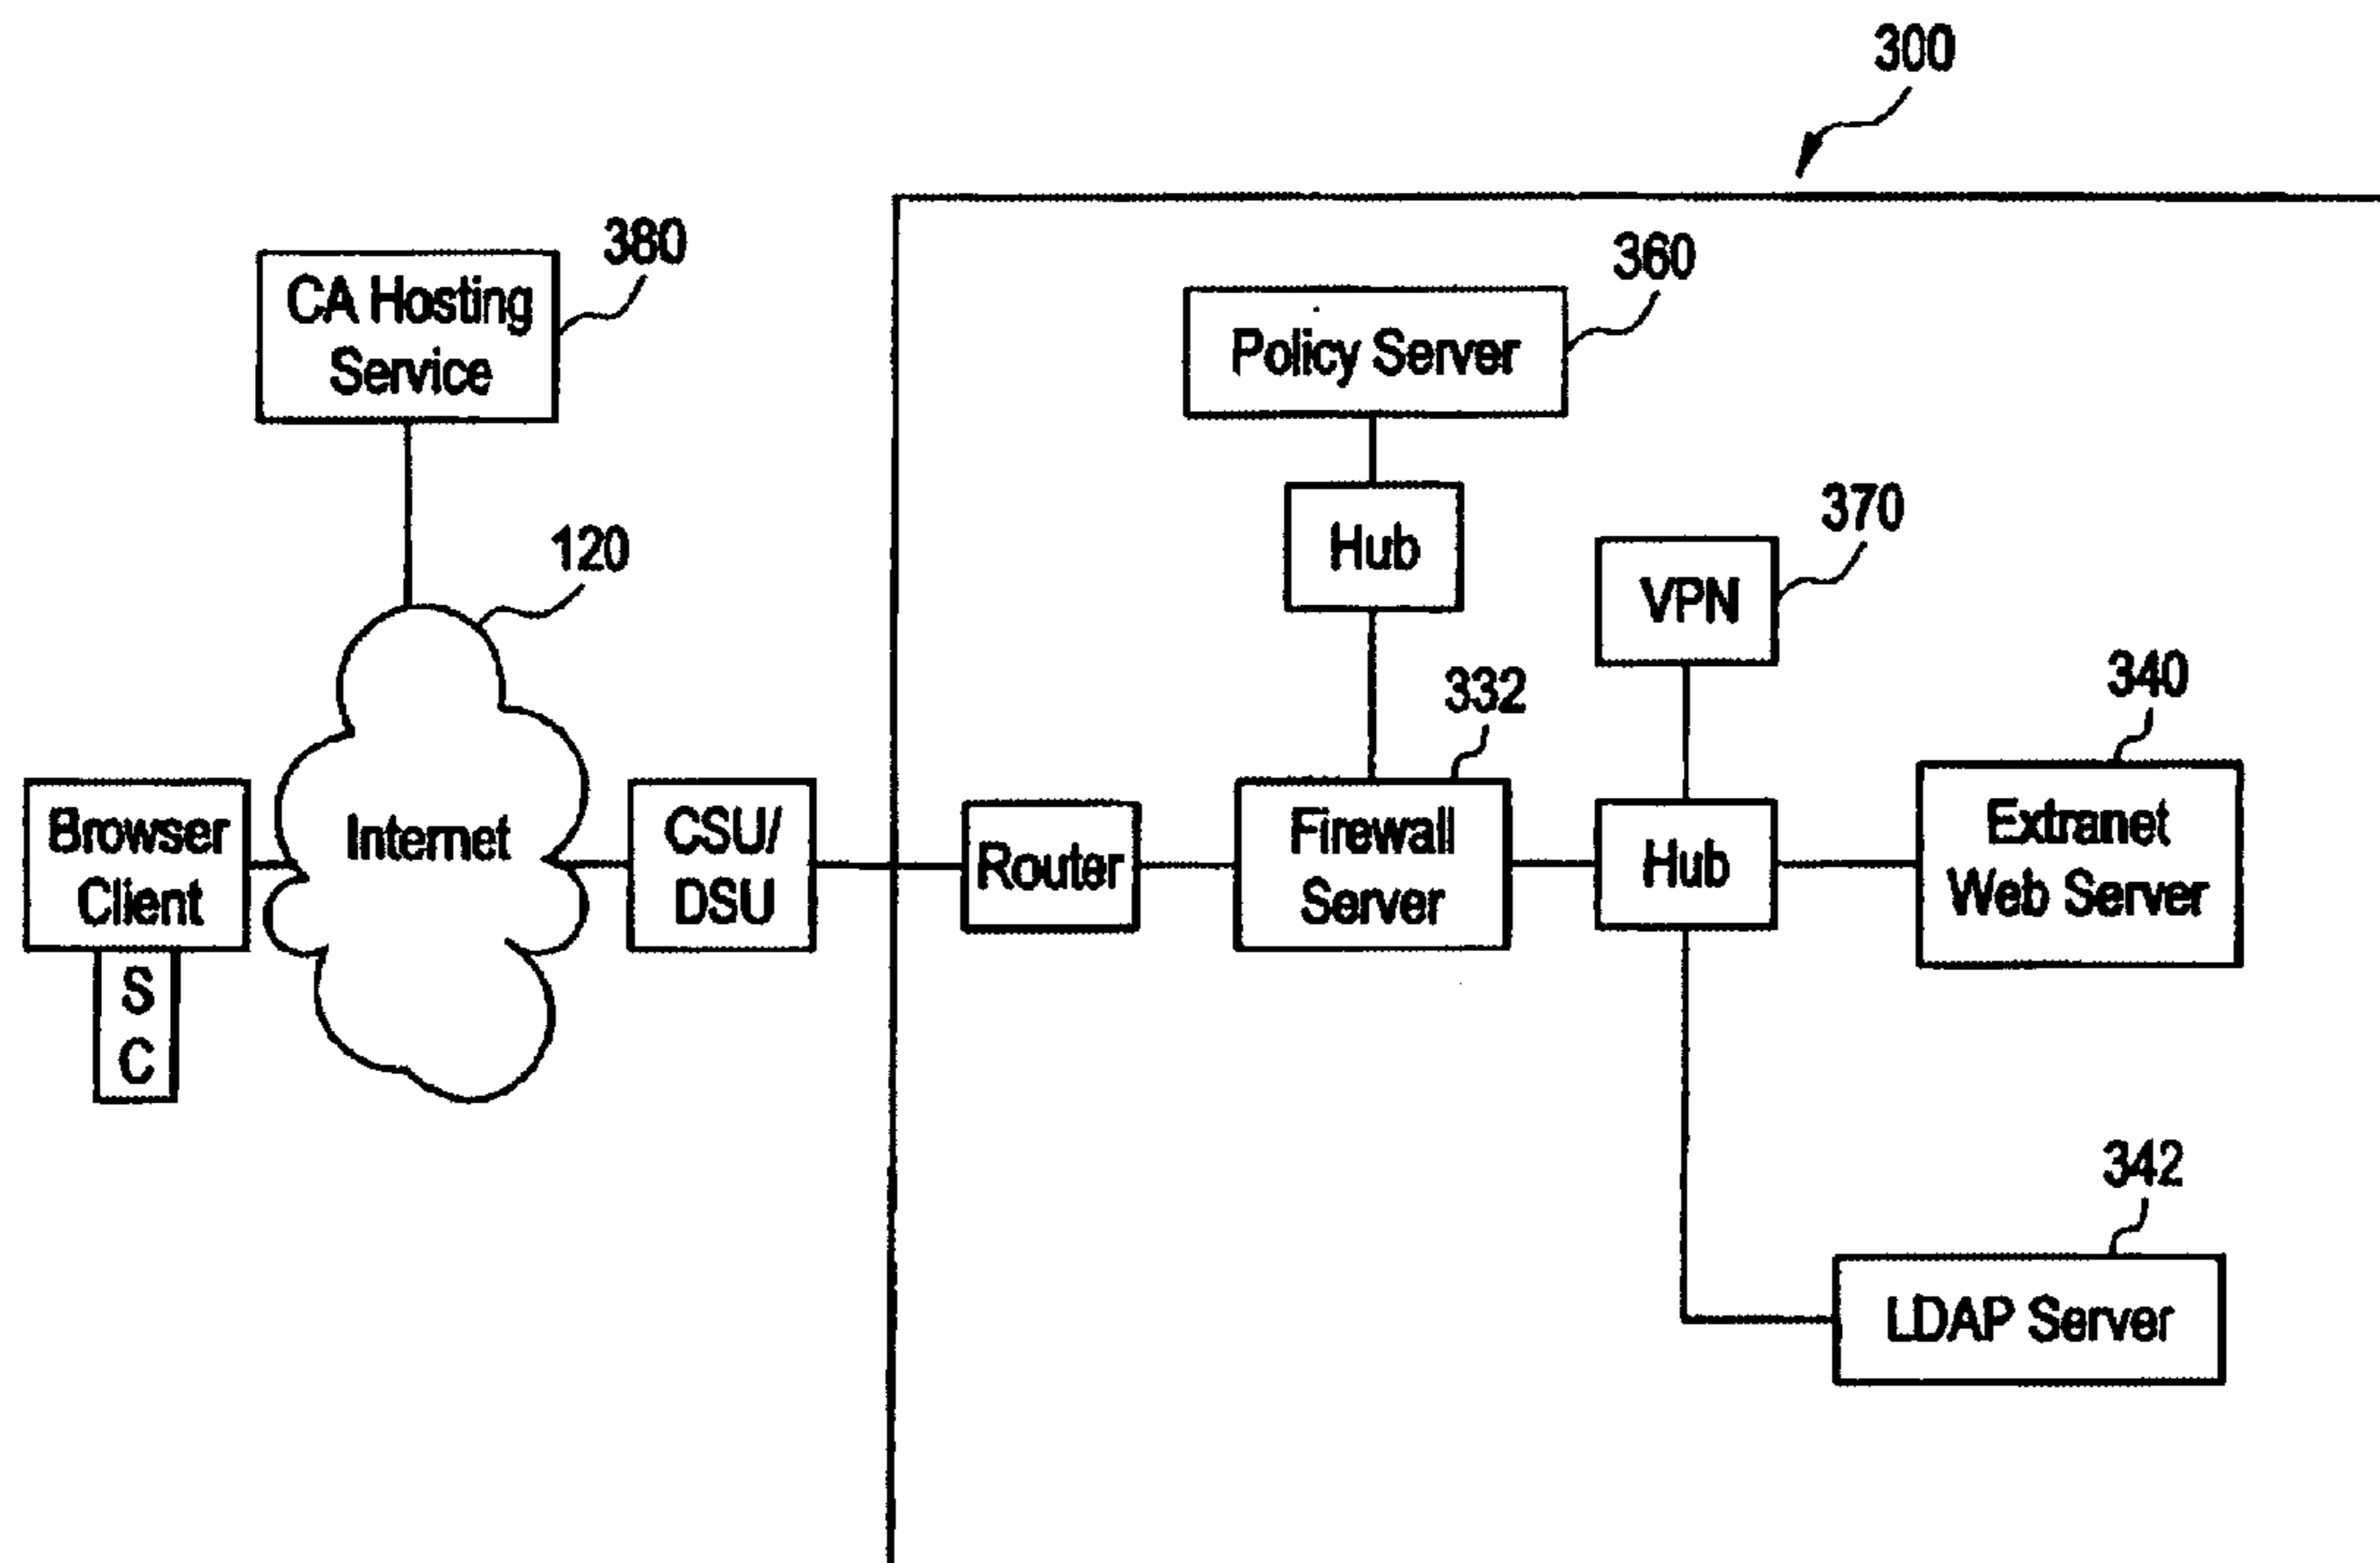 300
380
CA Hosting
Service
360
Policy Server
Hub
370
VPN
120
332
340
Browser
Client
Internet
CSU/
DSU
Router
Firewall
Server
Hub
Extranet
Web Server
S
C
342
LDAP Server